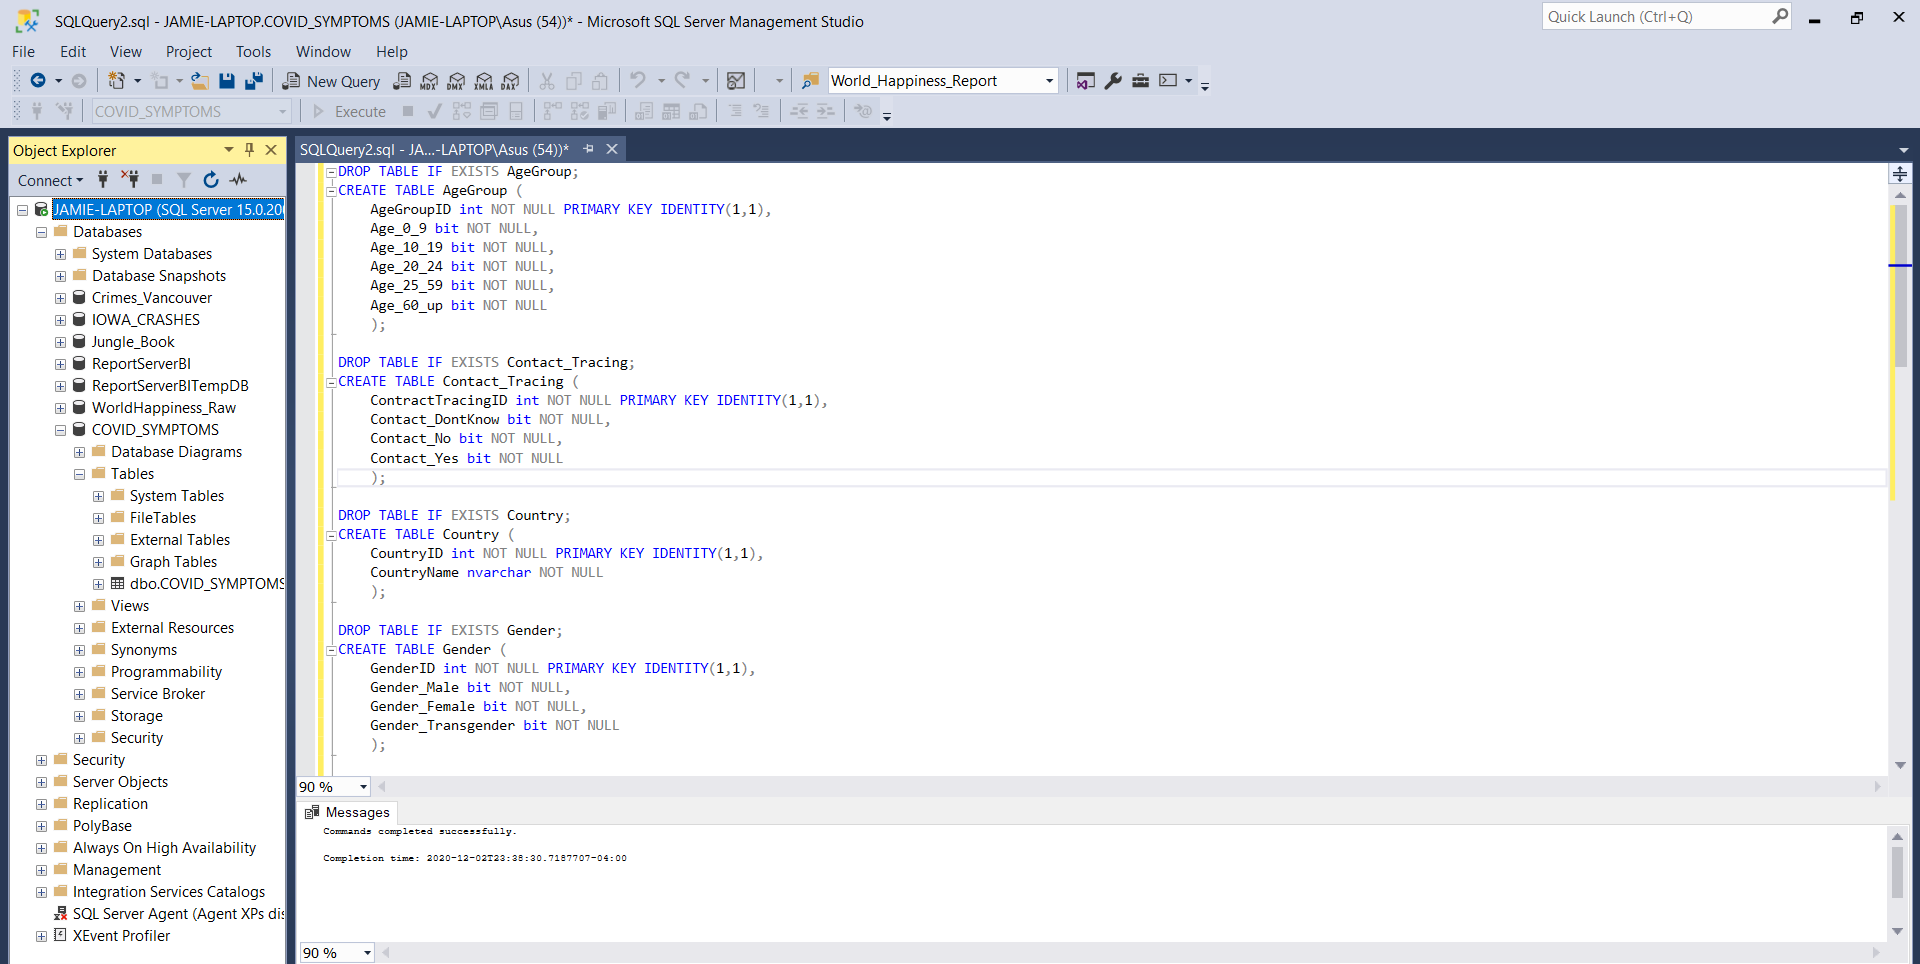 SQLQuery2.sql - JAMIE-LAPTOP.COVID_SYMPTOMS (JAMIE-LAPTOP\Asus (54))* - Microsoft SQL Server Management Studio
Quick Launch (Ctrl+Q)
File Edit View Project Tools Window Help
New Query MDX DMX XMLA DAX World_Happiness_Report
COVID_SYMPTOMS Execute
Object Explorer
Connect
JAMIE-LAPTOP (SQL Server 15.0.200
Databases
System Databases
Database Snapshots
Crimes_Vancouver
IOWA_CRASHES
Jungle_Book
ReportServerBI
ReportServerBITempDB
WorldHappiness_Raw
COVID_SYMPTOMS
Database Diagrams
Tables
System Tables
FileTables
External Tables
Graph Tables
dbo.COVID_SYMPTOMS
Views
External Resources
Synonyms
Programmability
Service Broker
Storage
Security
Security
Server Objects
Replication
PolyBase
Always On High Availability
Management
Integration Services Catalogs
SQL Server Agent (Agent XPs dis
XEvent Profiler
SQLQuery2.sql - JA...-LAPTOP\Asus (54))*
DROP TABLE IF EXISTS AgeGroup;
CREATE TABLE AgeGroup (
AgeGroupID int NOT NULL PRIMARY KEY IDENTITY(1,1),
Age_0_9 bit NOT NULL,
Age_10_19 bit NOT NULL,
Age_20_24 bit NOT NULL,
Age_25_59 bit NOT NULL,
Age_60_up bit NOT NULL
);
DROP TABLE IF EXISTS Contact_Tracing;
CREATE TABLE Contact_Tracing (
ContractTracingID int NOT NULL PRIMARY KEY IDENTITY(1,1),
Contact_DontKnow bit NOT NULL,
Contact_No bit NOT NULL,
Contact_Yes bit NOT NULL
);
DROP TABLE IF EXISTS Country;
CREATE TABLE Country (
CountryID int NOT NULL PRIMARY KEY IDENTITY(1,1),
CountryName nvarchar NOT NULL
);
DROP TABLE IF EXISTS Gender;
CREATE TABLE Gender (
GenderID int NOT NULL PRIMARY KEY IDENTITY(1,1),
Gender_Male bit NOT NULL,
Gender_Female bit NOT NULL,
Gender_Transgender bit NOT NULL
);
90 %
Messages
Commands completed successfully.
Completion time: 2020-12-02T23:38:30.7187707-04:00
90 %